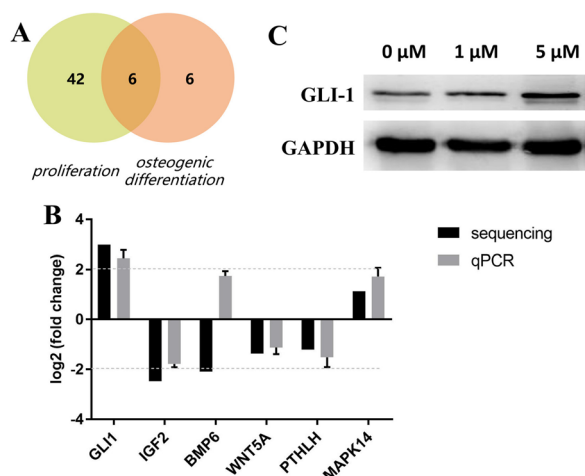 A
42
6
6
proliferation
osteogenic
differentiation
C
0 μM 1 μM 5 μM
GLI-1
GAPDH
B
log2 (fold change)
4
2
0
-2
-4
GLI1 IGF2 BMP6 WNT5A PTHLH MAPK14
sequencing
qPCR